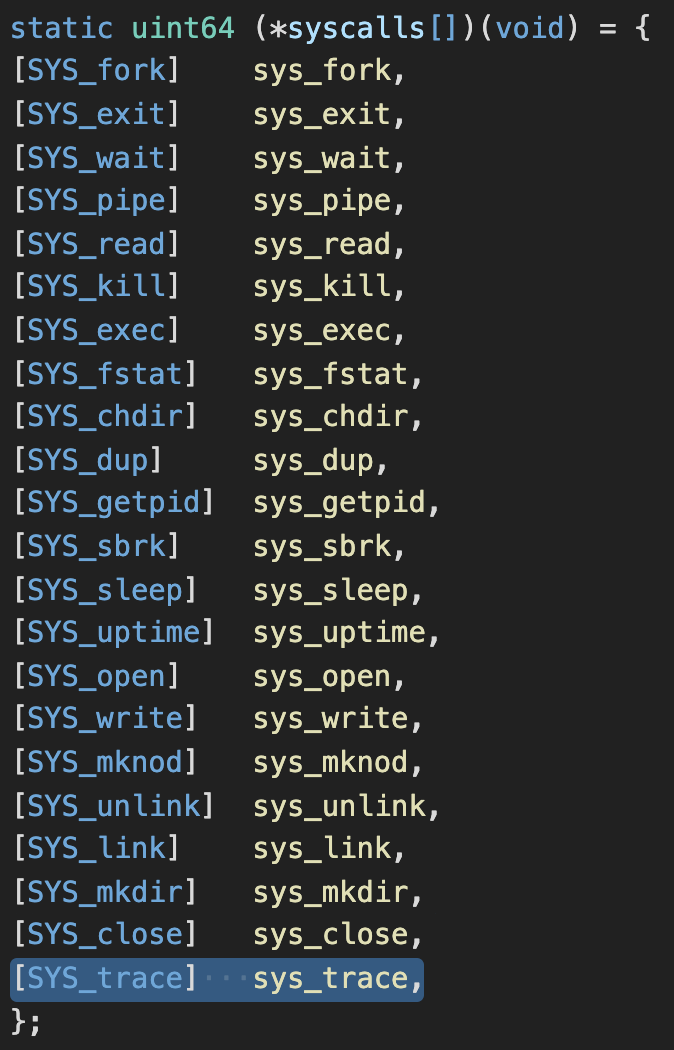 static uint64 (*syscalls[])(void) = {
[SYS_fork]    sys_fork,
[SYS_exit]    sys_exit,
[SYS_wait]    sys_wait,
[SYS_pipe]    sys_pipe,
[SYS_read]    sys_read,
[SYS_kill]    sys_kill,
[SYS_exec]    sys_exec,
[SYS_fstat]   sys_fstat,
[SYS_chdir]   sys_chdir,
[SYS_dup]     sys_dup,
[SYS_getpid]  sys_getpid,
[SYS_sbrk]    sys_sbrk,
[SYS_sleep]   sys_sleep,
[SYS_uptime]  sys_uptime,
[SYS_open]    sys_open,
[SYS_write]   sys_write,
[SYS_mknod]   sys_mknod,
[SYS_unlink]  sys_unlink,
[SYS_link]    sys_link,
[SYS_mkdir]   sys_mkdir,
[SYS_close]   sys_close,
[SYS_trace]   sys_trace,
};